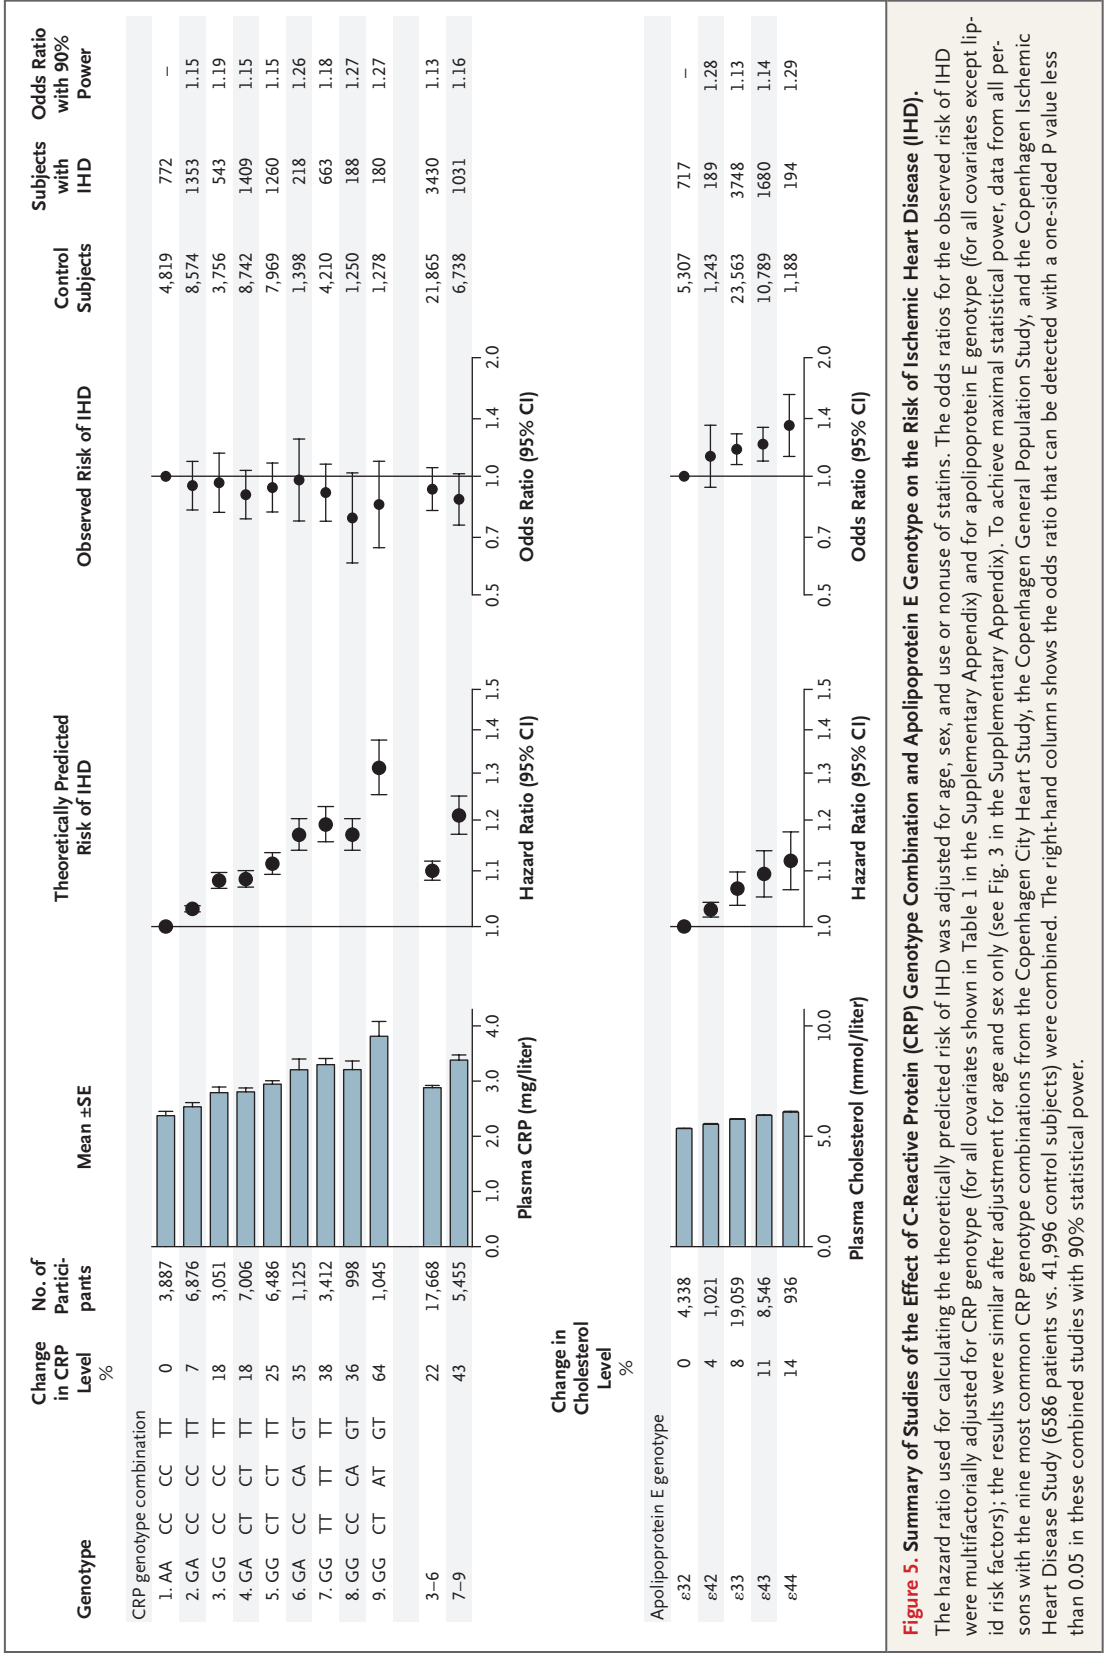 Genotype Change in CRP Level % No. of Partici-pants Mean ±SE Theoretically Predicted Risk of IHD Observed Risk of IHD Control Subjects Subjects with IHD Odds Ratio with 90% Power
CRP genotype combination
1. AA CC CC TT 0 3,887 4,819 772 –
2. GA CC CC TT 7 6,876 8,574 1353 1.15
3. GG CC CC TT 18 3,051 3,756 543 1.19
4. GA CT CT TT 18 7,006 8,742 1409 1.15
5. GG CT CT TT 25 6,486 7,969 1260 1.15
6. GA CC CA GT 35 1,125 1,398 218 1.26
7. GG TT TT TT 38 3,412 4,210 663 1.18
8. GG CC CA GT 36 998 1,250 188 1.27
9. GG CT AT GT 64 1,045 1,278 180 1.27
3–6 22 17,668 21,865 3430 1.13
7–9 43 5,455 6,738 1031 1.16
0.0 1.0 2.0 3.0 4.0 1.0 1.1 1.2 1.3 1.4 1.5 0.5 0.7 1.0 1.4 2.0
Plasma CRP (mg/liter) Hazard Ratio (95% CI) Odds Ratio (95% CI)
Change in Cholesterol Level %
Apolipoprotein E genotype
ε32 0 4,338 5,307 717 –
ε42 4 1,021 1,243 189 1.28
ε33 8 19,059 23,563 3748 1.13
ε43 11 8,546 10,789 1680 1.14
ε44 14 936 1,188 194 1.29
0.0 5.0 10.0 1.0 1.1 1.2 1.3 1.4 1.5 0.5 0.7 1.0 1.4 2.0
Plasma Cholesterol (mmol/liter) Hazard Ratio (95% CI) Odds Ratio (95% CI)
Figure 5. Summary of Studies of the Effect of C-Reactive Protein (CRP) Genotype Combination and Apolipoprotein E Genotype on the Risk of Ischemic Heart Disease (IHD).
The hazard ratio used for calculating the theoretically predicted risk of IHD was adjusted for age, sex, and use or nonuse of statins. The odds ratios for the observed risk of IHD
were multifactorially adjusted for CRP genotype (for all covariates shown in Table 1 in the Supplementary Appendix) and for apolipoprotein E genotype (for all covariates except lip-
id risk factors); the results were similar after adjustment for age and sex only (see Fig. 3 in the Supplementary Appendix). To achieve maximal statistical power, data from all per-
sons with the nine most common CRP genotype combinations from the Copenhagen City Heart Study, the Copenhagen General Population Study, and the Copenhagen Ischemic
Heart Disease Study (6586 patients vs. 41,996 control subjects) were combined. The right-hand column shows the odds ratio that can be detected with a one-sided P value less
than 0.05 in these combined studies with 90% statistical power.